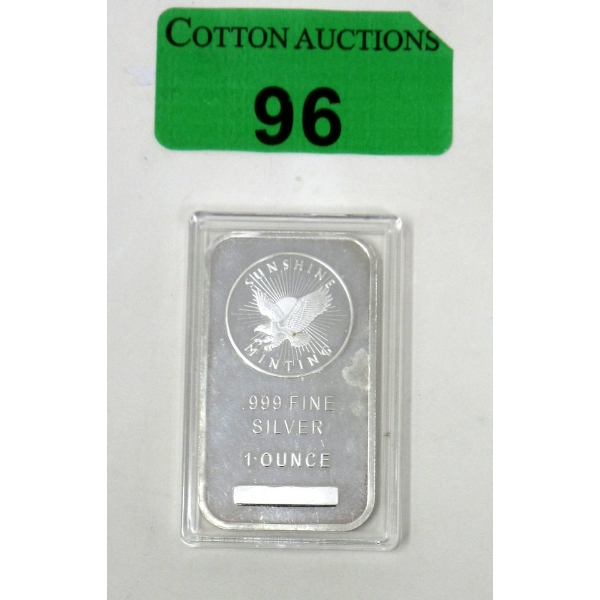 COTTON AUCTIONS
96
SUNSHINE
MINTING
.999 FINE
SILVER
1·OUNCE